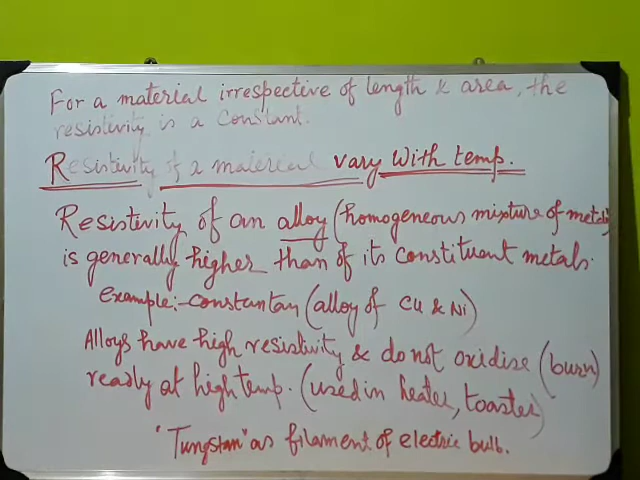 For a material irrespective of length & area, the
resistivity is a constant.
Resistivity of a material vary with temp.
Resistivity of an alloy (homogeneous mixture of metals
is generally higher than of its constituent metals.
Example:- constantan (alloy of Cu & Ni)
Alloys have high resistivity & do not oxidise (burn)
readly at high temp. (used in heater, toaster)
"Tungstan" as filament of electric bulb.